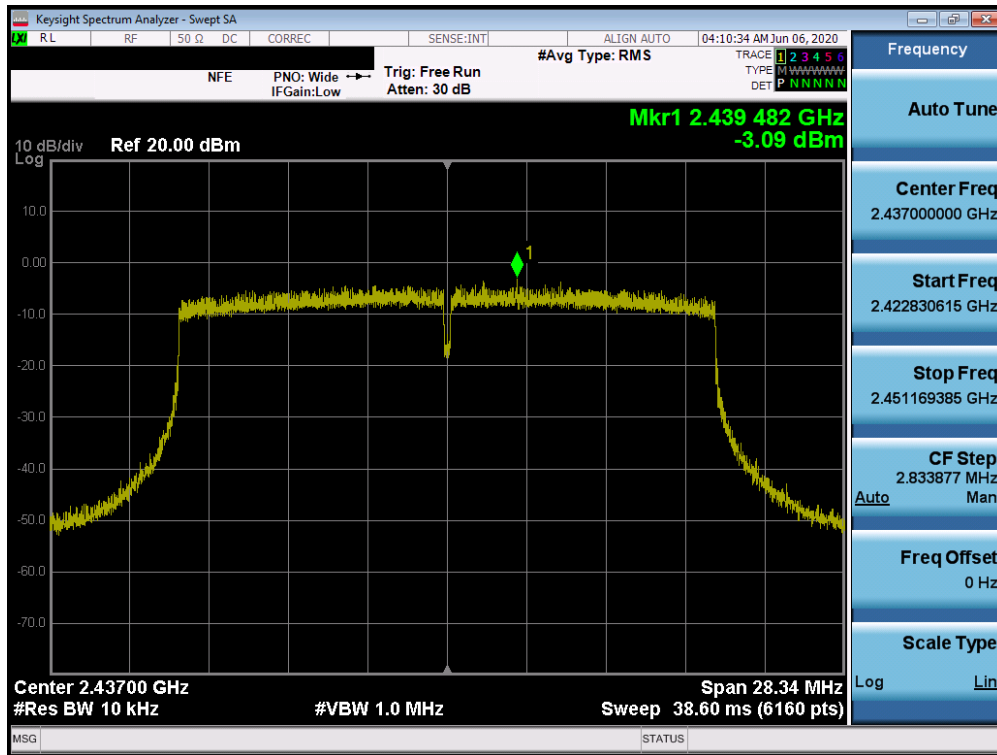 Keysight Spectrum Analyzer - Swept SA
LXI RL RF 50 Ω DC CORREC SENSE:INT ALIGN AUTO 04:10:34 AM Jun 06, 2020
NFE PNO: Wide Trig: Free Run #Avg Type: RMS TRACE 1 2 3 4 5 6
IFGain:Low Atten: 30 dB TYPE M WWWWW
DET P N N N N N
Mkr1 2.439 482 GHz
-3.09 dBm
10 dB/div Ref 20.00 dBm
Log
10.0
0.00
1
-10.0
-20.0
-30.0
-40.0
-50.0
-60.0
-70.0
Center 2.43700 GHz Span 28.34 MHz
#Res BW 10 kHz #VBW 1.0 MHz Sweep 38.60 ms (6160 pts)
MSG STATUS
Frequency
Auto Tune
Center Freq
2.437000000 GHz
Start Freq
2.422830615 GHz
Stop Freq
2.451169385 GHz
CF Step
2.833877 MHz
Auto Man
Freq Offset
0 Hz
Scale Type
Log Lin